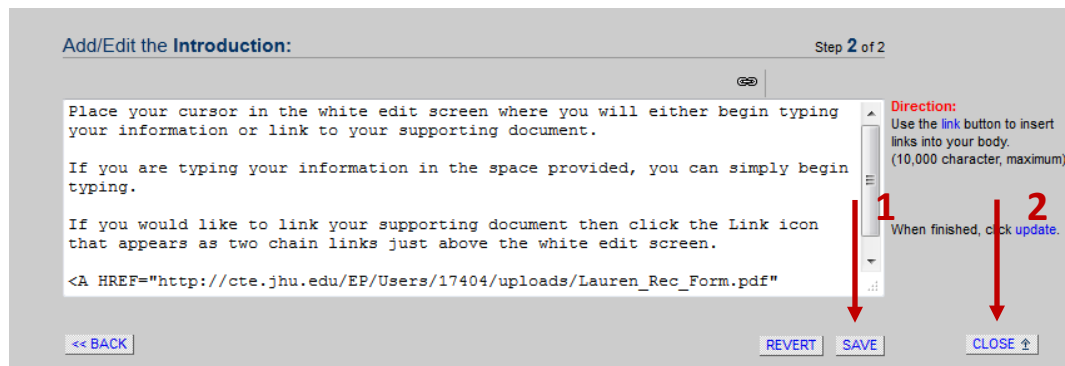 Add/Edit the Introduction:
Step 2 of 2
Place your cursor in the white edit screen where you will either begin typing
your information or link to your supporting document.
If you are typing your information in the space provided, you can simply begin
typing.
If you would like to link your supporting document then click the Link icon
that appears as two chain links just above the white edit screen.
<A HREF="http://cte.jhu.edu/EP/Users/17404/uploads/Lauren_Rec_Form.pdf"
Direction:
Use the link button to insert
links into your body.
(10,000 character, maximum)
1
2
When finished, click update.
<< BACK
REVERT
SAVE
CLOSE